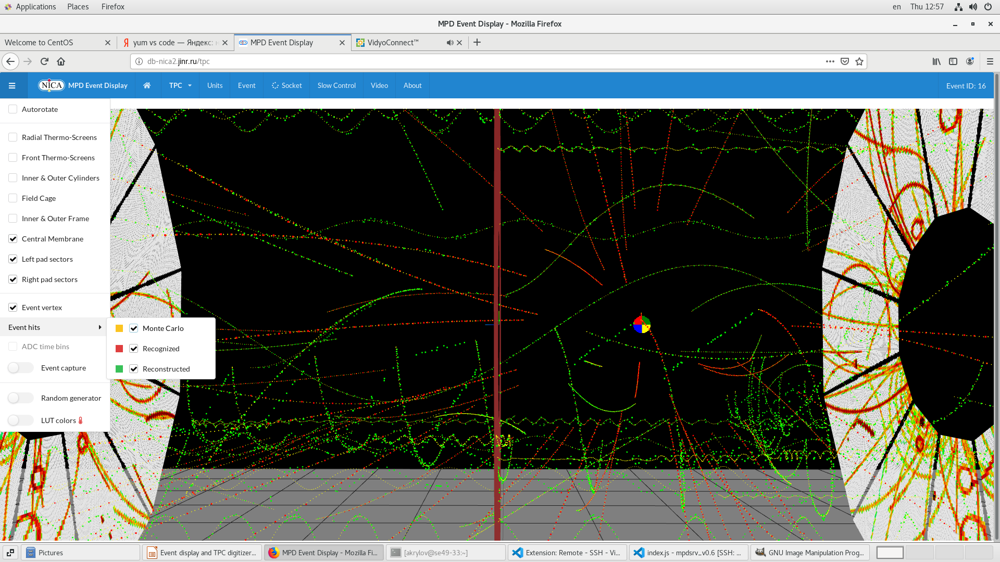 Applications Places Firefox en Thu 12:57
MPD Event Display - Mozilla Firefox
Welcome to CentOS yum vs code — Яндекс: н MPD Event Display VidyoConnect™
db-nica2.jinr.ru/tpc
NICA MPD Event Display TPC Units Event Socket Slow Control Video About Event ID: 16
Autorotate
Radial Thermo-Screens
Front Thermo-Screens
Inner & Outer Cylinders
Field Cage
Inner & Outer Frame
Central Membrane
Left pad sectors
Right pad sectors
Event vertex
Event hits
Monte Carlo
ADC time bins
Recognized
Event capture
Reconstructed
Random generator
LUT colors
Pictures Event display and TPC digitizer... MPD Event Display - Mozilla Fi... [akrylov@se49-33:~] Extension: Remote - SSH - Vi... index.js - mpdsrv_v0.6 [SSH: ... GNU Image Manipulation Prog...